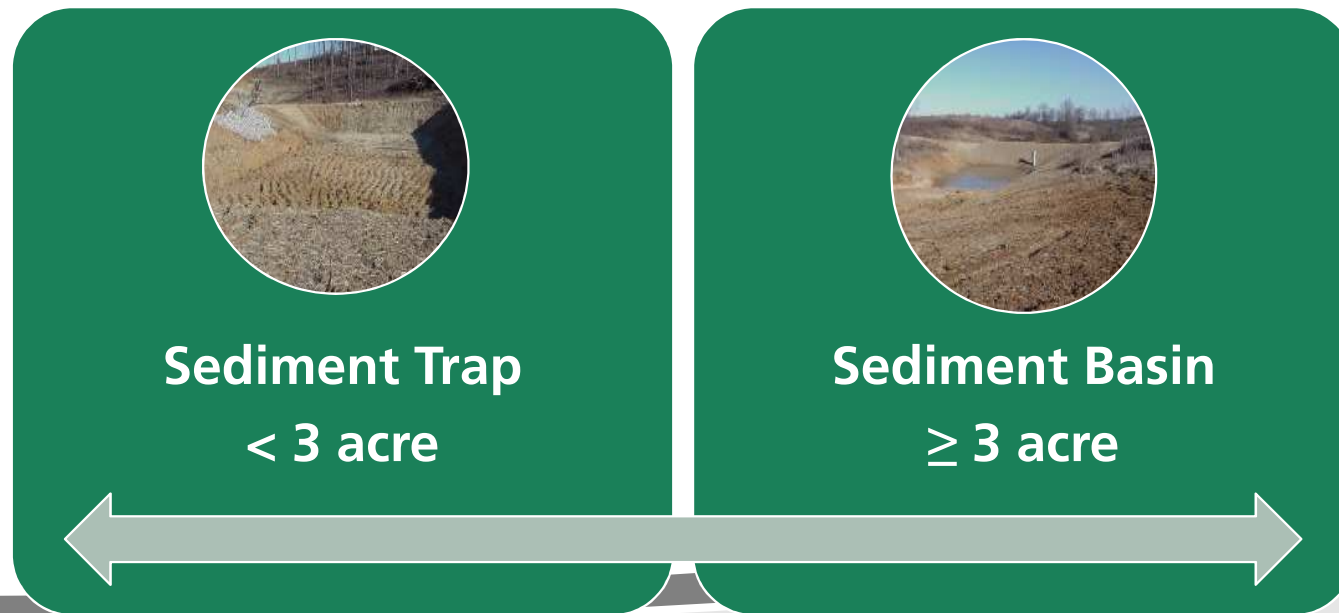 Sediment Trap
< 3 acre
Sediment Basin
≥ 3 acre